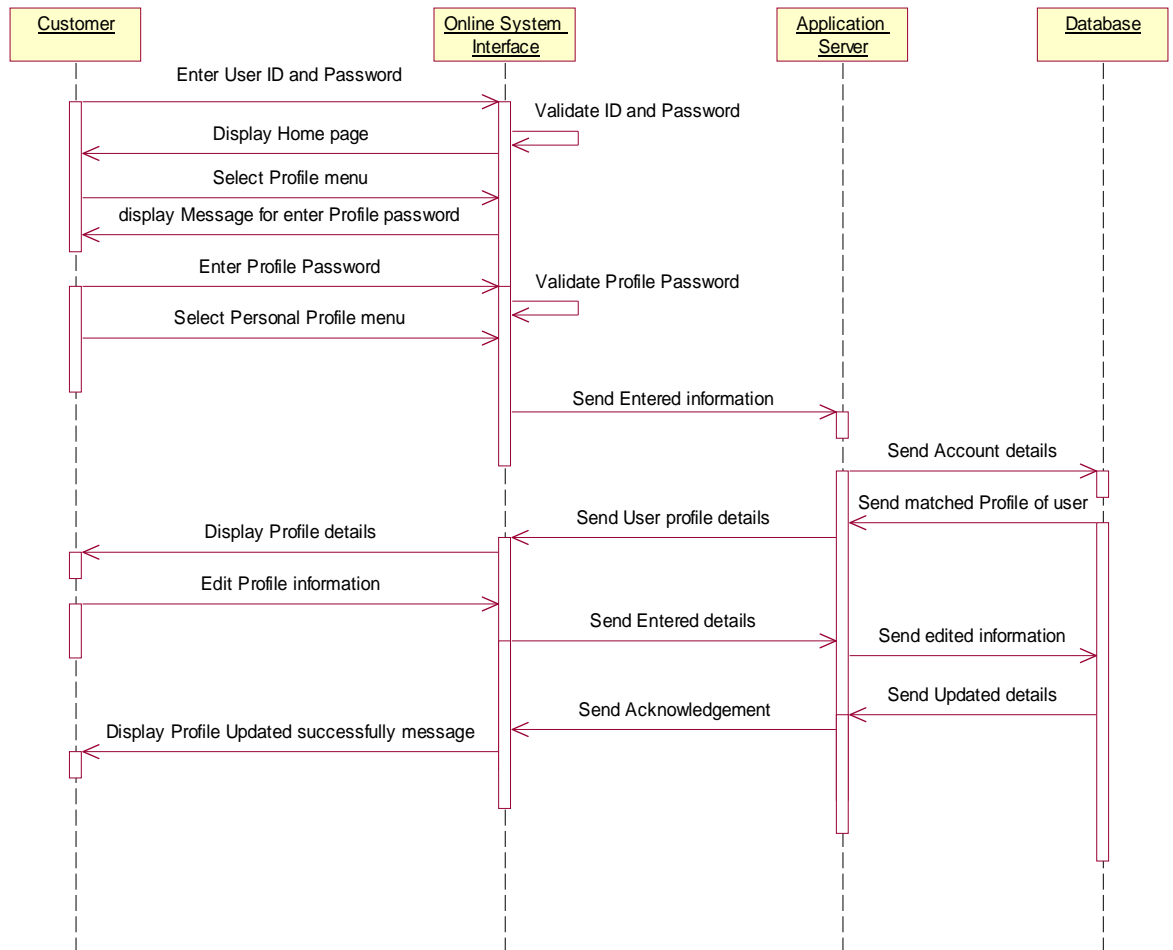 Customer
Online System
Interface
Application
Server
Database
Enter User ID and Password
Validate ID and Password
Display Home page
Select Profile menu
display Message for enter Profile password
Enter Profile Password
Validate Profile Password
Select Personal Profile menu
Send Entered information
Send Account details
Send matched Profile of user
Send User profile details
Display Profile details
Edit Profile information
Send Entered details
Send edited information
Send Updated details
Send Acknowledgement
Display Profile Updated successfully message